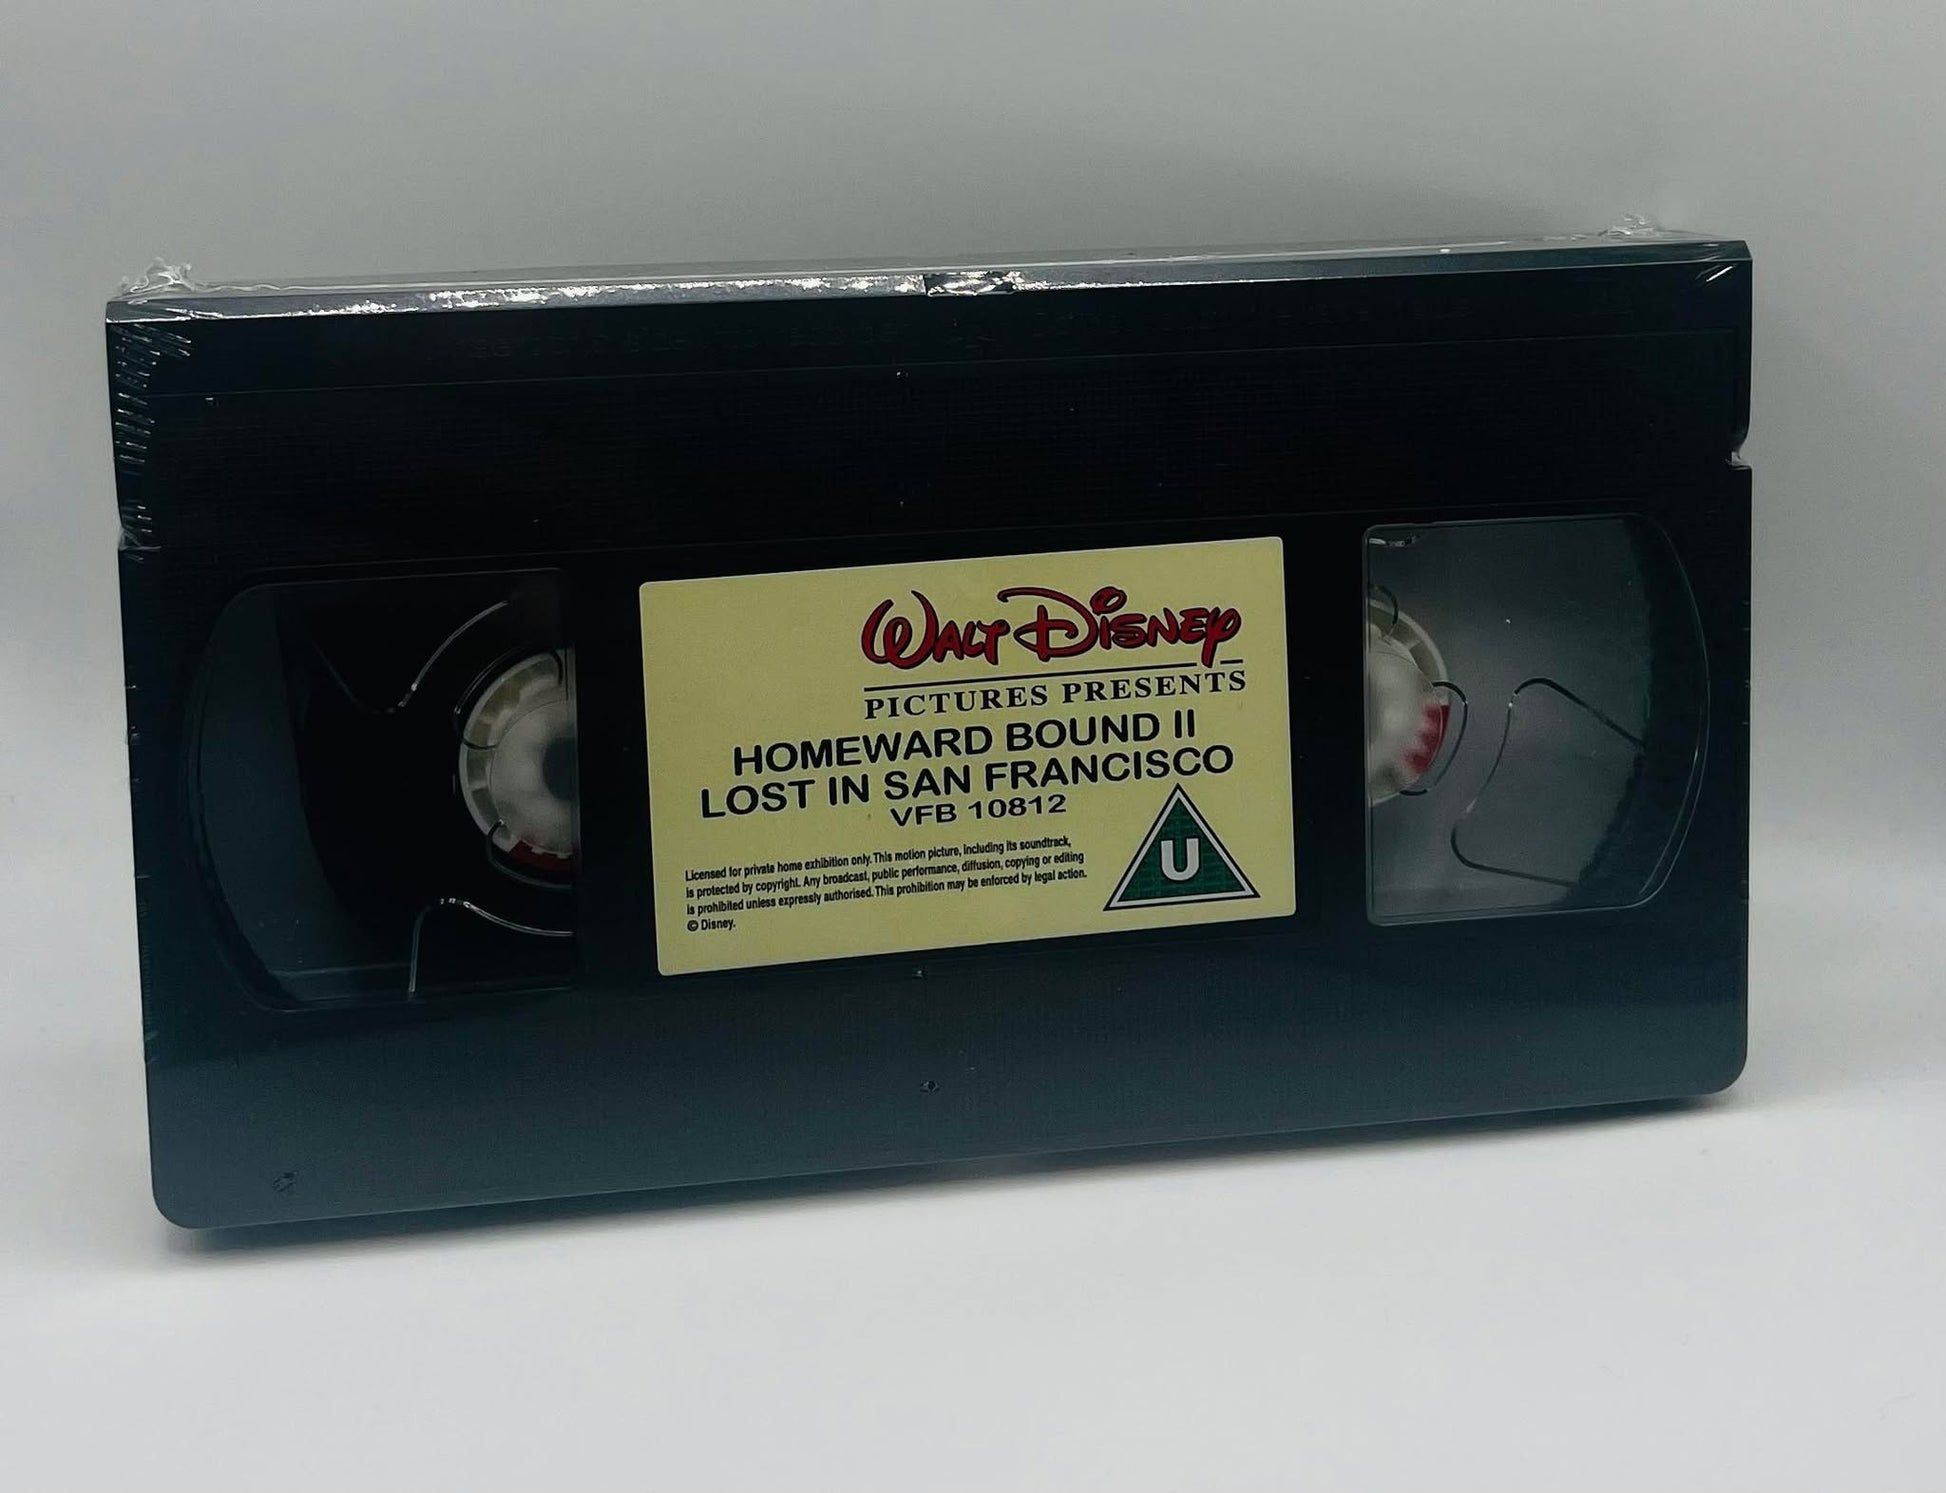 WALT DISNEY
PICTURES PRESENTS
HOMEWARD BOUND II
LOST IN SAN FRANCISCO
VFB 10812
Licensed for private home exhibition only. This motion picture, including its soundtrack,
is protected by copyright. Any broadcast, public performance, diffusion, copying or editing
is prohibited unless expressly authorised. This prohibition may be enforced by legal action.
© Disney.
U